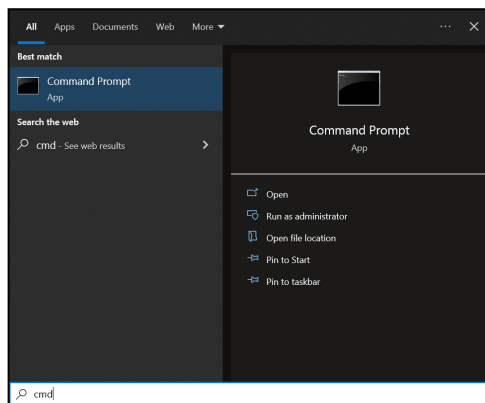 All Apps Documents Web More
Best match
Command Prompt
App
Search the web
cmd - See web results
Command Prompt
App
Open
Run as administrator
Open file location
Pin to Start
Pin to taskbar
cmd